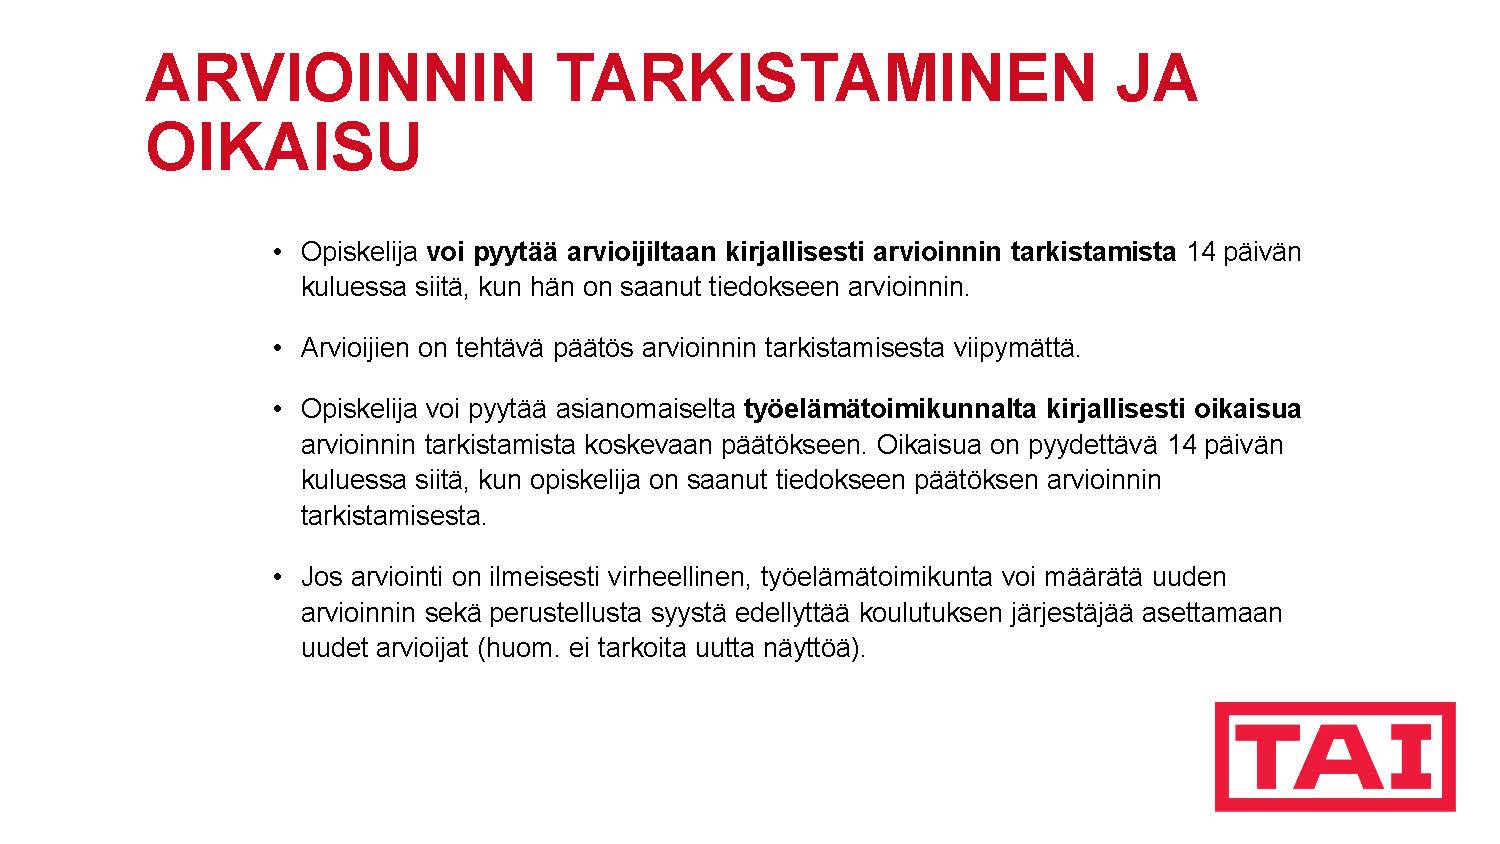 ARVIOINNIN TARKISTAMINEN JA
OIKAISU
• Opiskelija voi pyytää arvioijiltaan kirjallisesti arvioinnin tarkistamista 14 päivän
kuluessa siitä, kun hän on saanut tiedokseen arvioinnin.
• Arvioijien on tehtävä päätös arvioinnin tarkistamisesta viipymättä.
• Opiskelija voi pyytää asianomaiselta työelämätoimikunnalta kirjallisesti oikaisua
arvioinnin tarkistamista koskevaan päätökseen. Oikaisua on pyydettävä 14 päivän
kuluessa siitä, kun opiskelija on saanut tiedokseen päätöksen arvioinnin
tarkistamisesta.
• Jos arviointi on ilmeisesti virheellinen, työelämätoimikunta voi määrätä uuden
arvioinnin sekä perustellusta syystä edellyttää koulutuksen järjestäjää asettamaan
uudet arvioijat (huom. ei tarkoita uutta näyttöä).
TAI